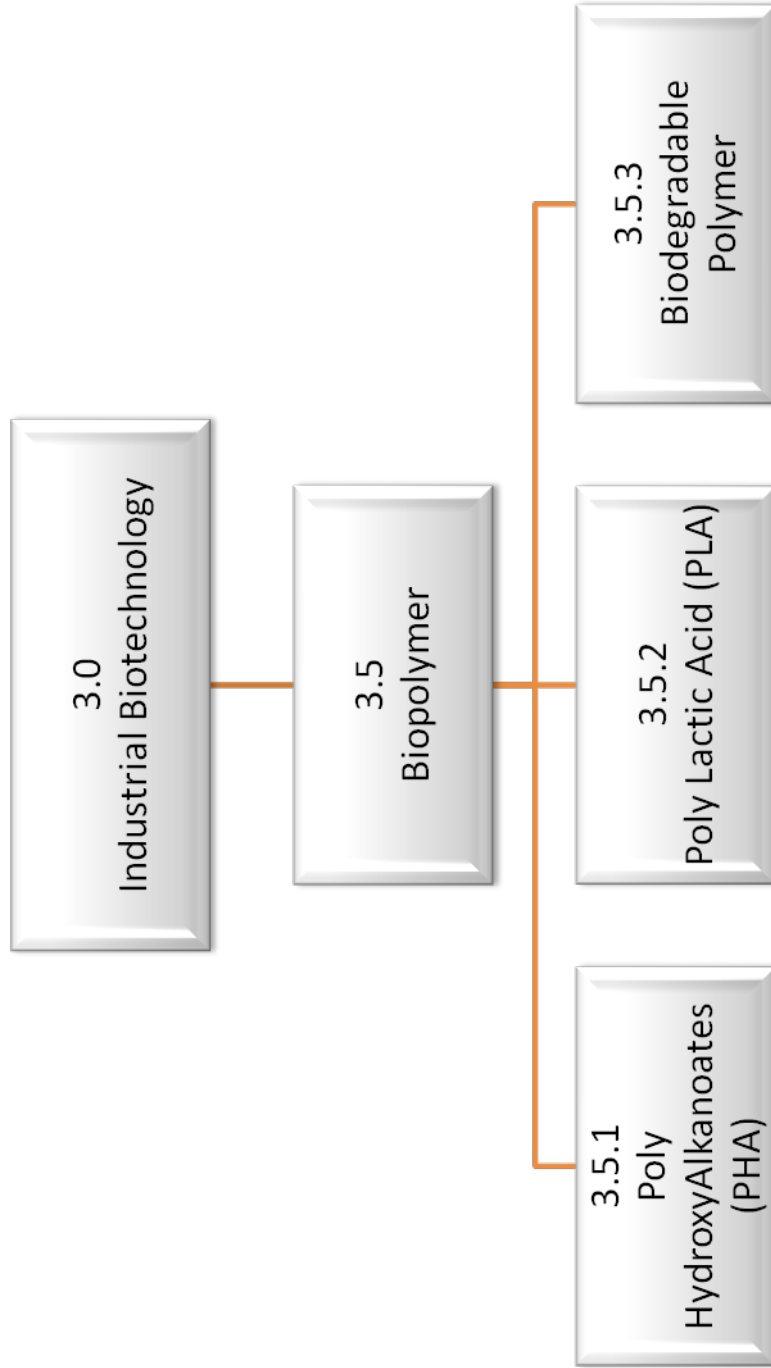 3.0
Industrial Biotechnology
3.5
Biopolymer
3.5.1
Poly
HydroxyAlkanoates
(PHA)
3.5.2
Poly Lactic Acid (PLA)
3.5.3
Biodegradable
Polymer